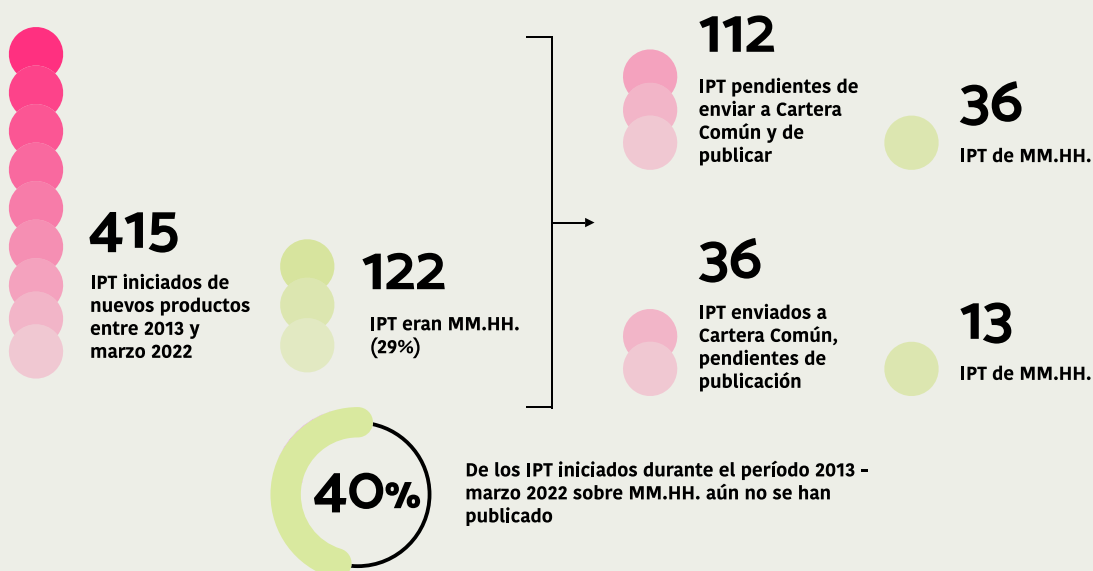 415
IPT iniciados de
nuevos productos
entre 2013 y
marzo 2022
122
IPT eran MM.HH.
(29%)
112
IPT pendientes de
enviar a Cartera
Común y de
publicar
36
IPT de MM.HH.
36
IPT enviados a
Cartera Común,
pendientes de
publicación
13
IPT de MM.HH.
40%
De los IPT iniciados durante el período 2013 -
marzo 2022 sobre MM.HH. aún no se han
publicado